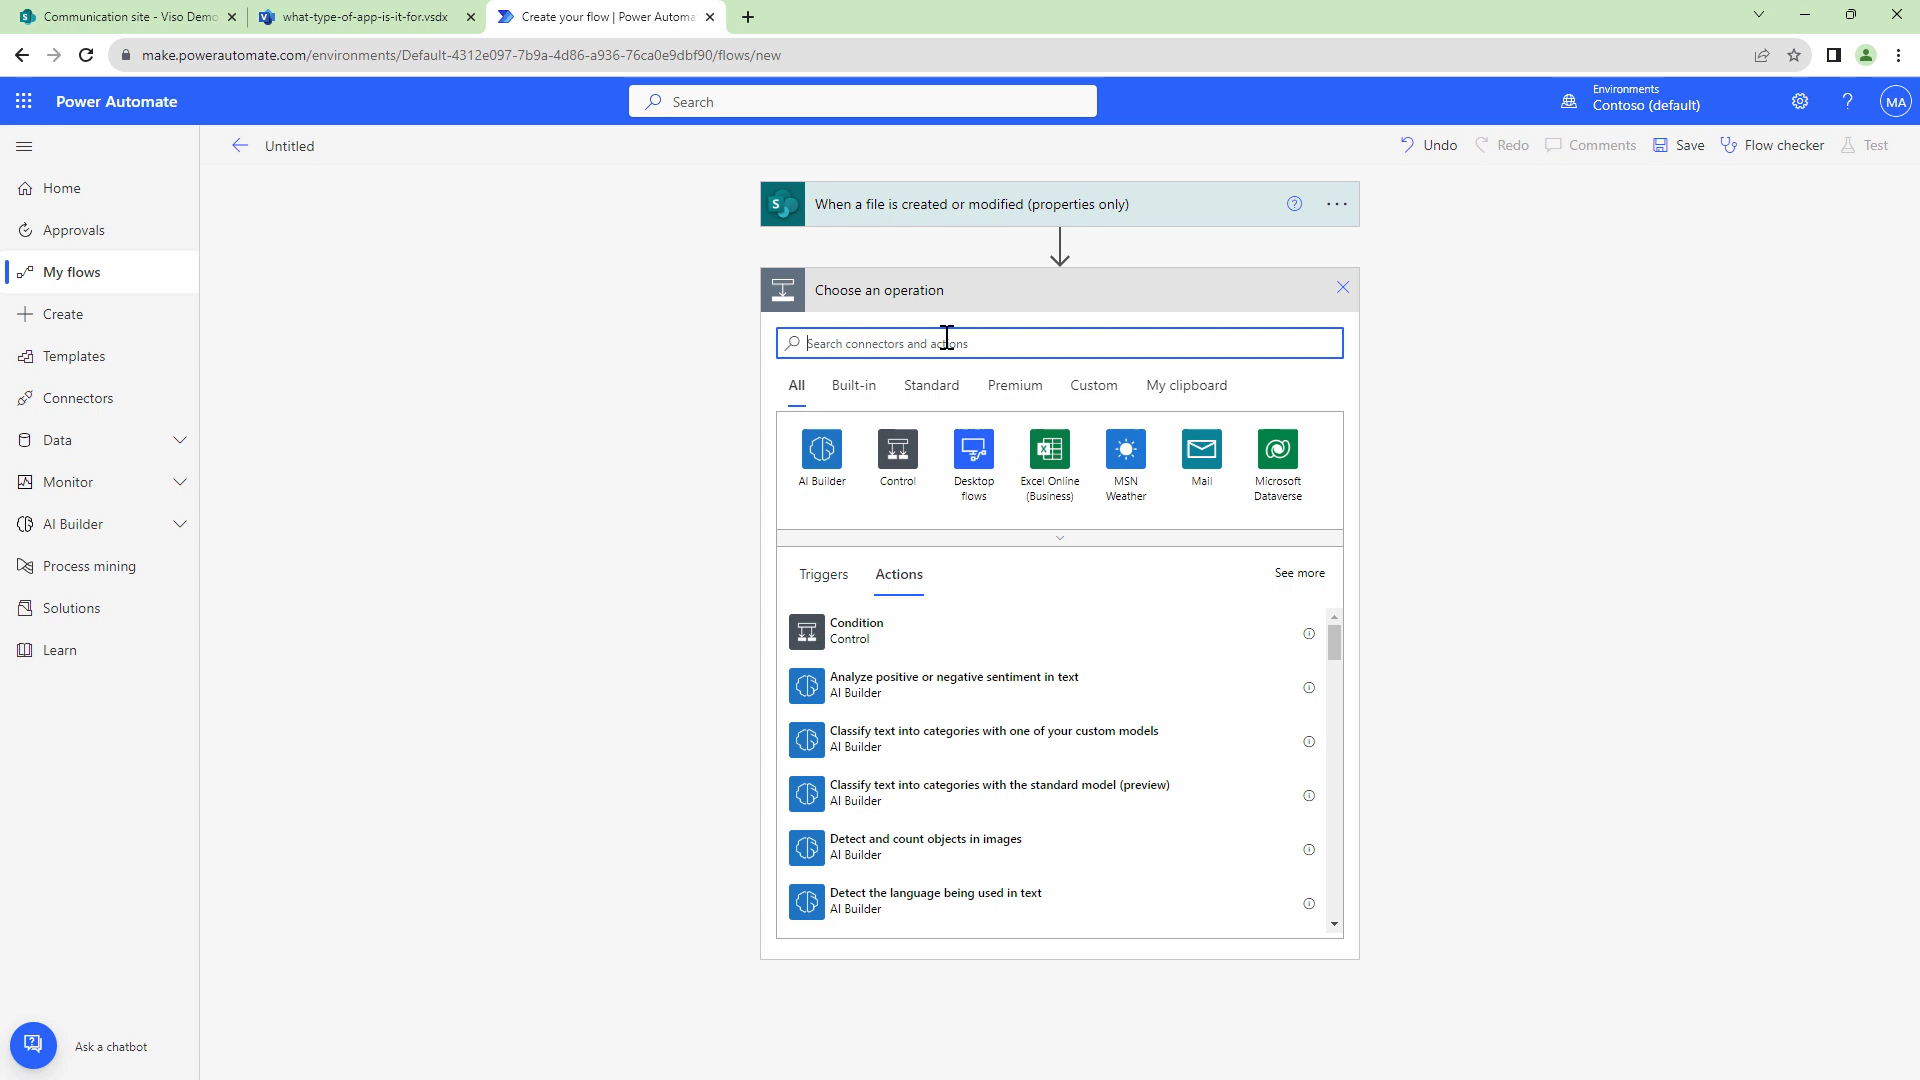 Communication site - Viso Demo
what-type-of-app-is-it-for.vsdx
Create your flow | Power Automa
make.powerautomate.com/environments/Default-4312e097-7b9a-4d86-a936-76ca0e9dbf90/flows/new
Power Automate
Search
Environments
Contoso (default)
?
MA
Untitled
Undo
Redo
Comments
Save
Flow checker
Test
Home
Approvals
My flows
Create
Templates
Connectors
Data
Monitor
AI Builder
Process mining
Solutions
Learn
Ask a chatbot
When a file is created or modified (properties only)
Choose an operation
Search connectors and actions
All
Built-in
Standard
Premium
Custom
My clipboard
AI Builder
Control
Desktop
flows
Excel Online
(Business)
MSN
Weather
Mail
Microsoft
Dataverse
Triggers
Actions
See more
Condition
Control
Analyze positive or negative sentiment in text
AI Builder
Classify text into categories with one of your custom models
AI Builder
Classify text into categories with the standard model (preview)
AI Builder
Detect and count objects in images
AI Builder
Detect the language being used in text
AI Builder